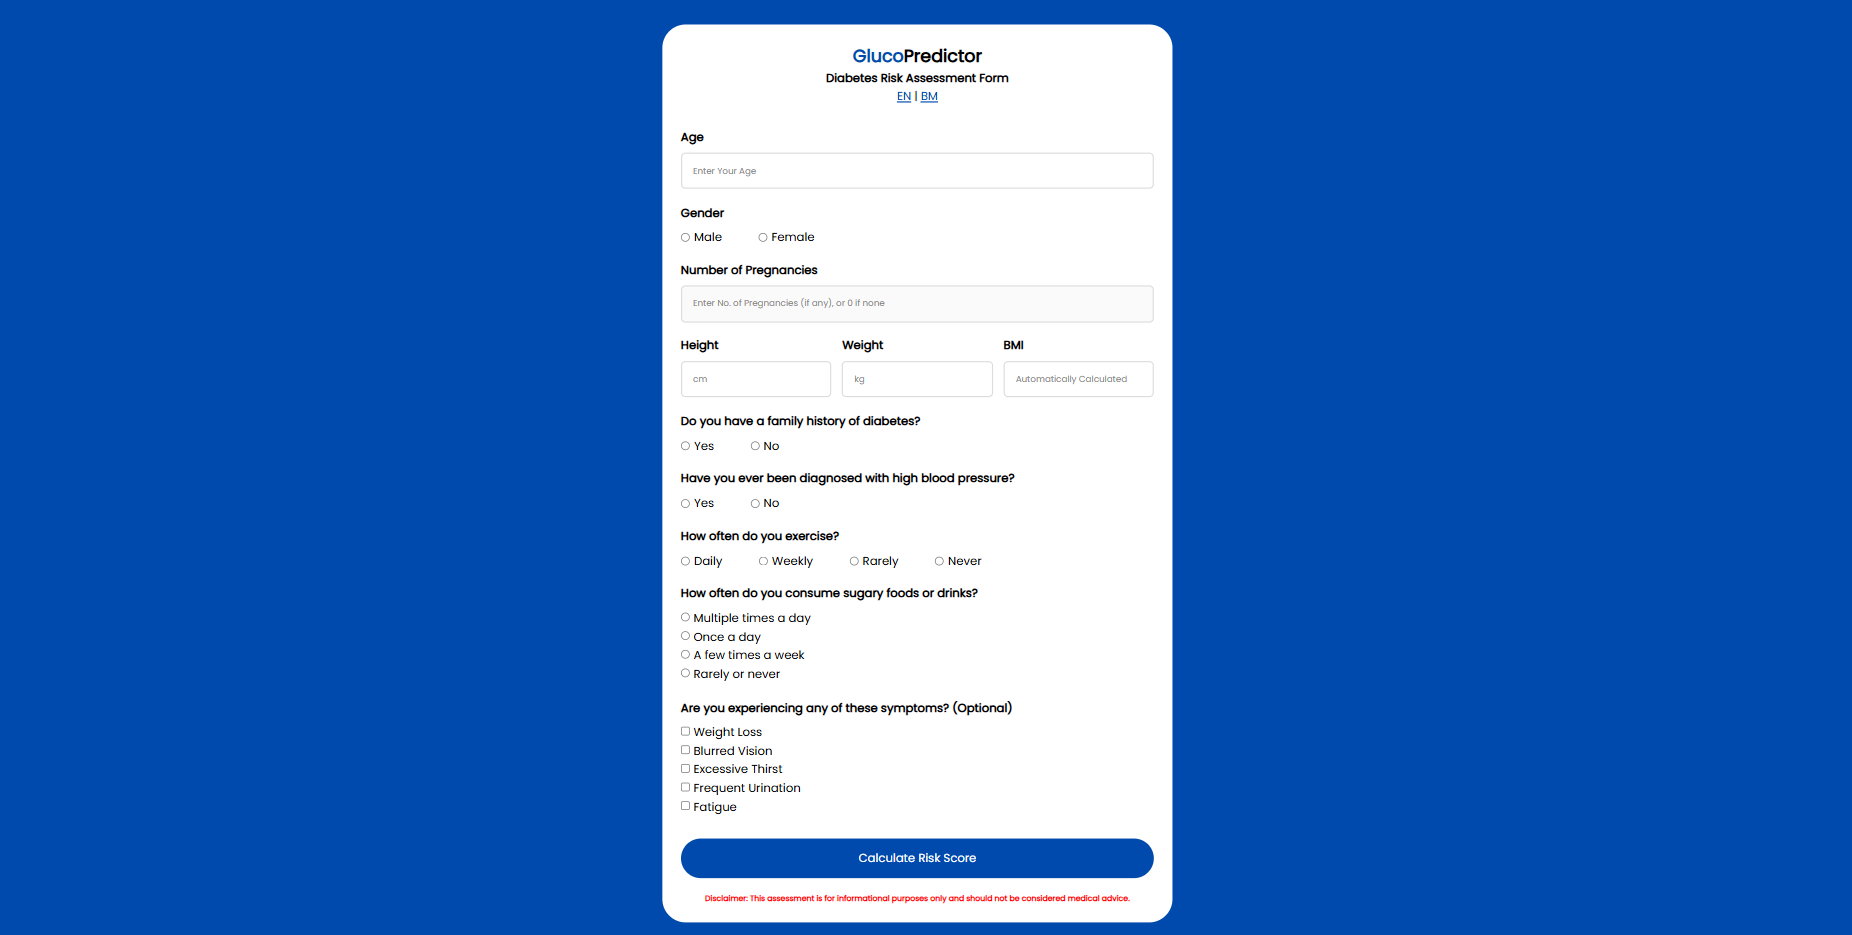 GlucoPredictor
Diabetes Risk Assessment Form
EN | BM
Age
Enter Your Age
Gender
Male Female
Number of Pregnancies
Enter No. of Pregnancies (if any), or 0 if none
Height Weight BMI
cm kg Automatically Calculated
Do you have a family history of diabetes?
Yes No
Have you ever been diagnosed with high blood pressure?
Yes No
How often do you exercise?
Daily Weekly Rarely Never
How often do you consume sugary foods or drinks?
Multiple times a day
Once a day
A few times a week
Rarely or never
Are you experiencing any of these symptoms? (Optional)
Weight Loss
Blurred Vision
Excessive Thirst
Frequent Urination
Fatigue
Calculate Risk Score
Disclaimer: This assessment is for informational purposes only and should not be considered medical advice.